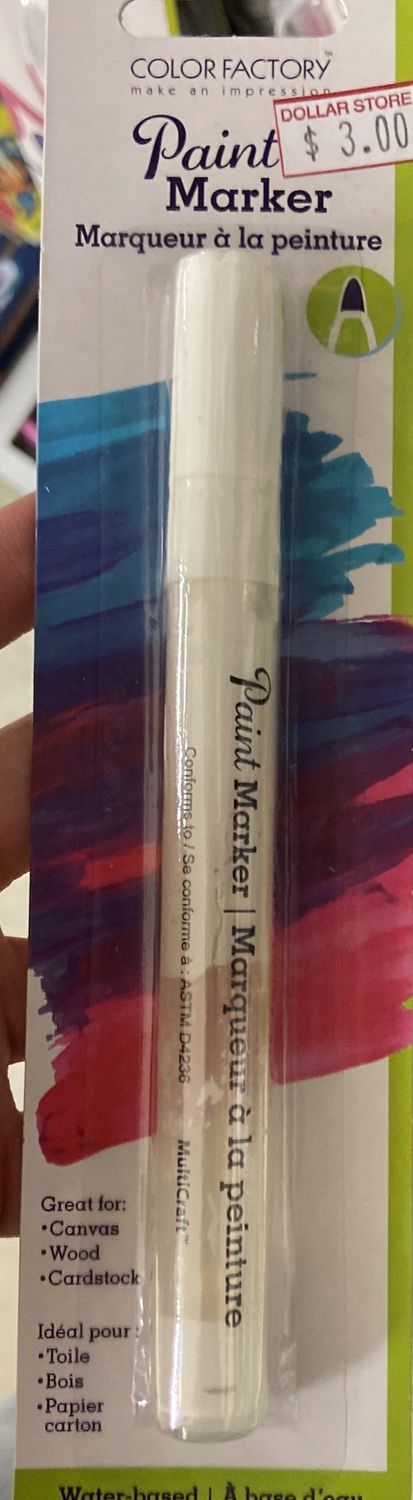 COLOR FACTORY™
make an impression
DOLLAR STORE
$ 3.00
Paint
Marker
Marqueur à la peinture
Paint Marker | Marqueur à la peinture
Conforms to / Se conforme à : ASTM D4236 MultiCraft™
Great for:
•Canvas
•Wood
•Cardstock
Idéal pour :
•Toile
•Bois
•Papier
carton
Water-based | À base d'eau